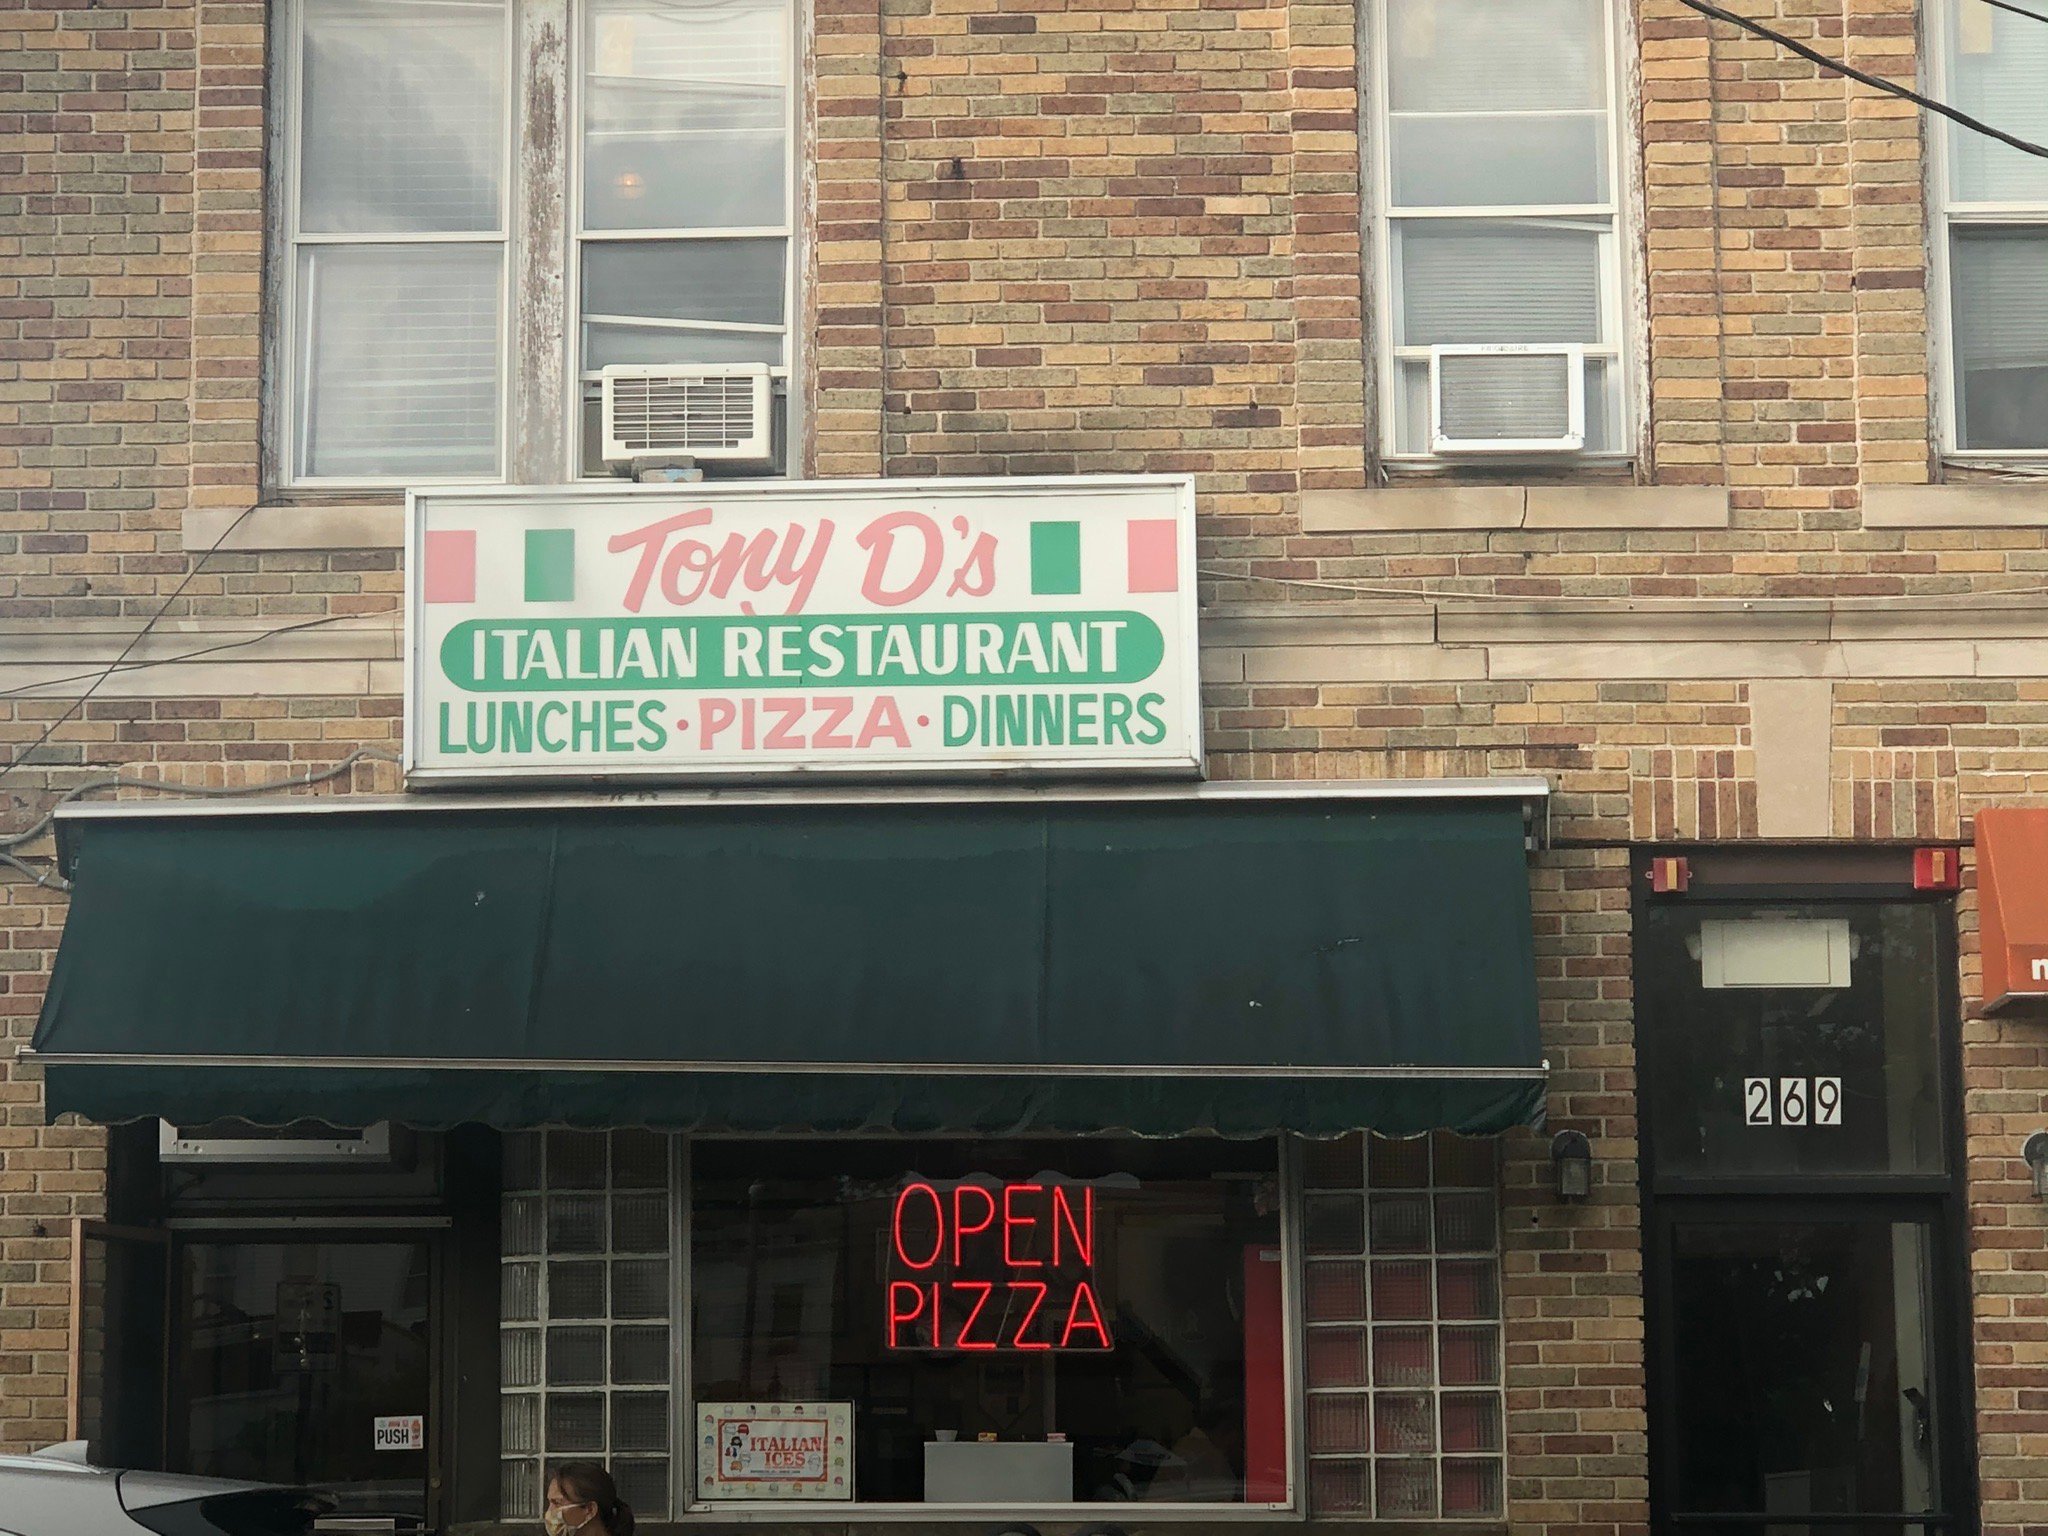 Tony D's
ITALIAN RESTAURANT
LUNCHES · PIZZA · DINNERS
269
OPEN
PIZZA
PUSH
ITALIAN
ICES